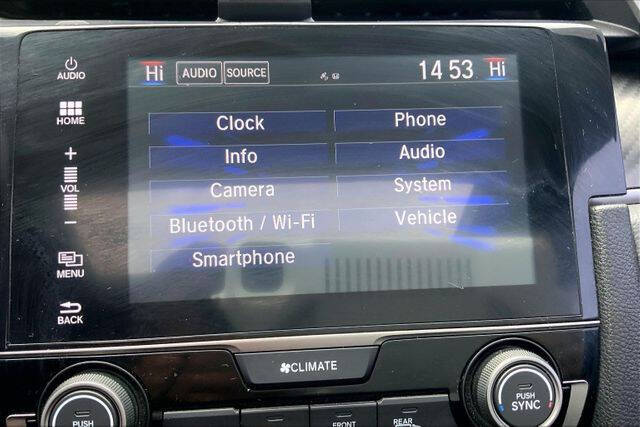 AUDIO
HOME
+
VOL
−
MENU
BACK
Hi AUDIO SOURCE 14 53 Hi
Clock Phone
Info Audio
Camera System
Bluetooth / Wi-Fi Vehicle
Smartphone
CLIMATE
PUSH
PUSH
SYNC
FRONT
REAR